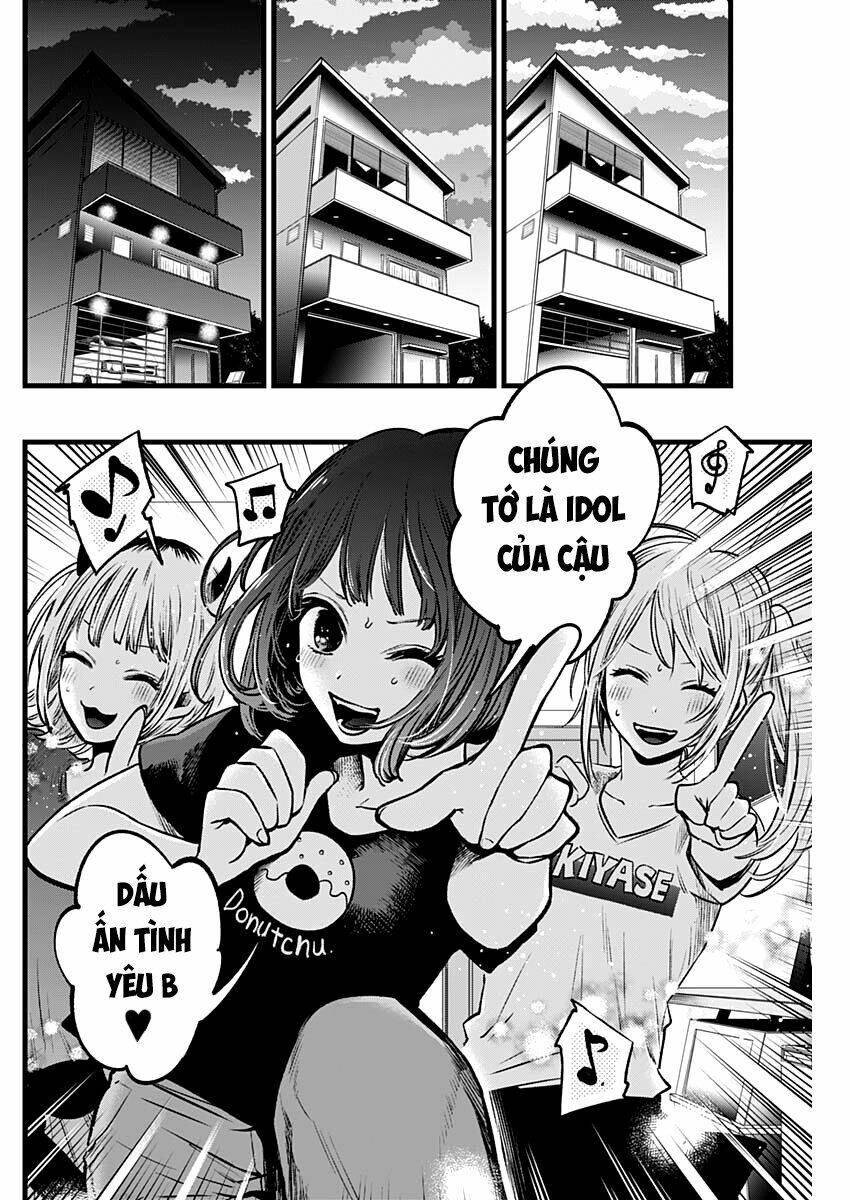 CHÚNG
TỚ LÀ IDOL
CỦA CẬU
KIYASE
Donutchu.
DẤU
ẤN TÌNH
YÊU B
♥